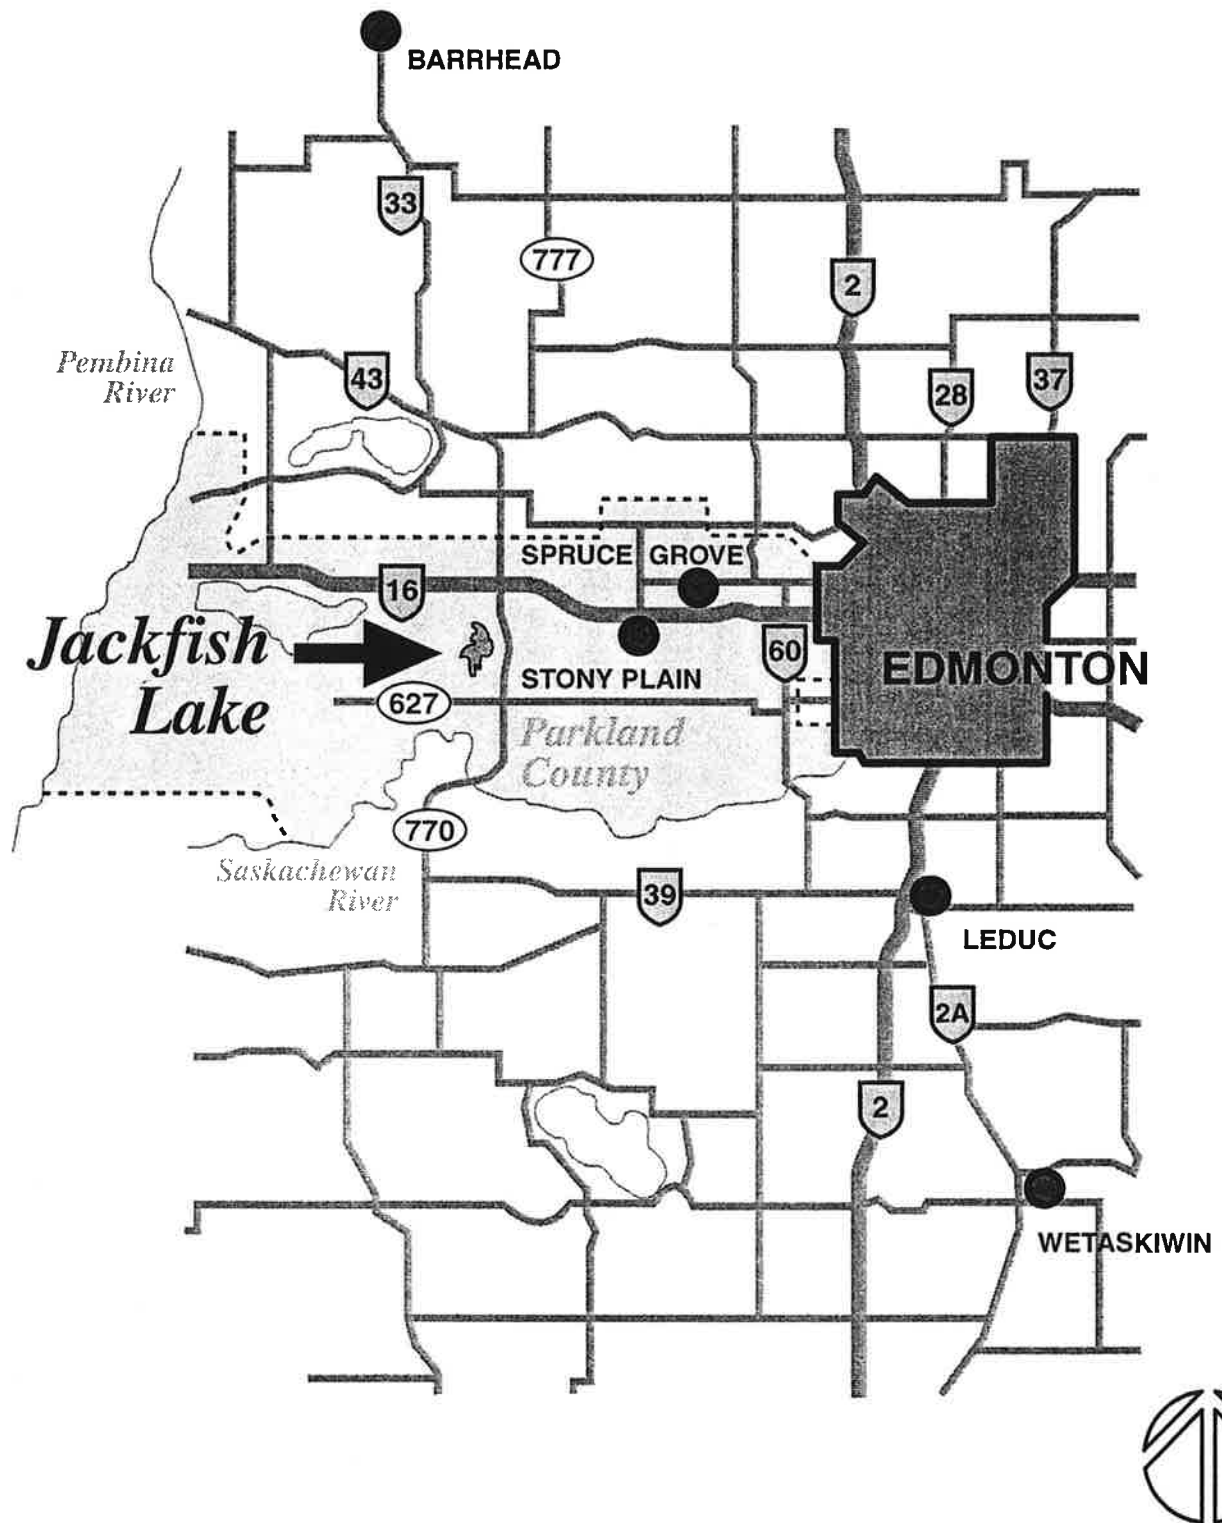 BARRHEAD
33
777
2
Pembina
River
43
28
37
SPRUCE GROVE
16
Jackfish
Lake
60
EDMONTON
STONY PLAIN
627
Parkland
County
770
Saskachewan
River
39
LEDUC
2A
2
WETASKIWIN